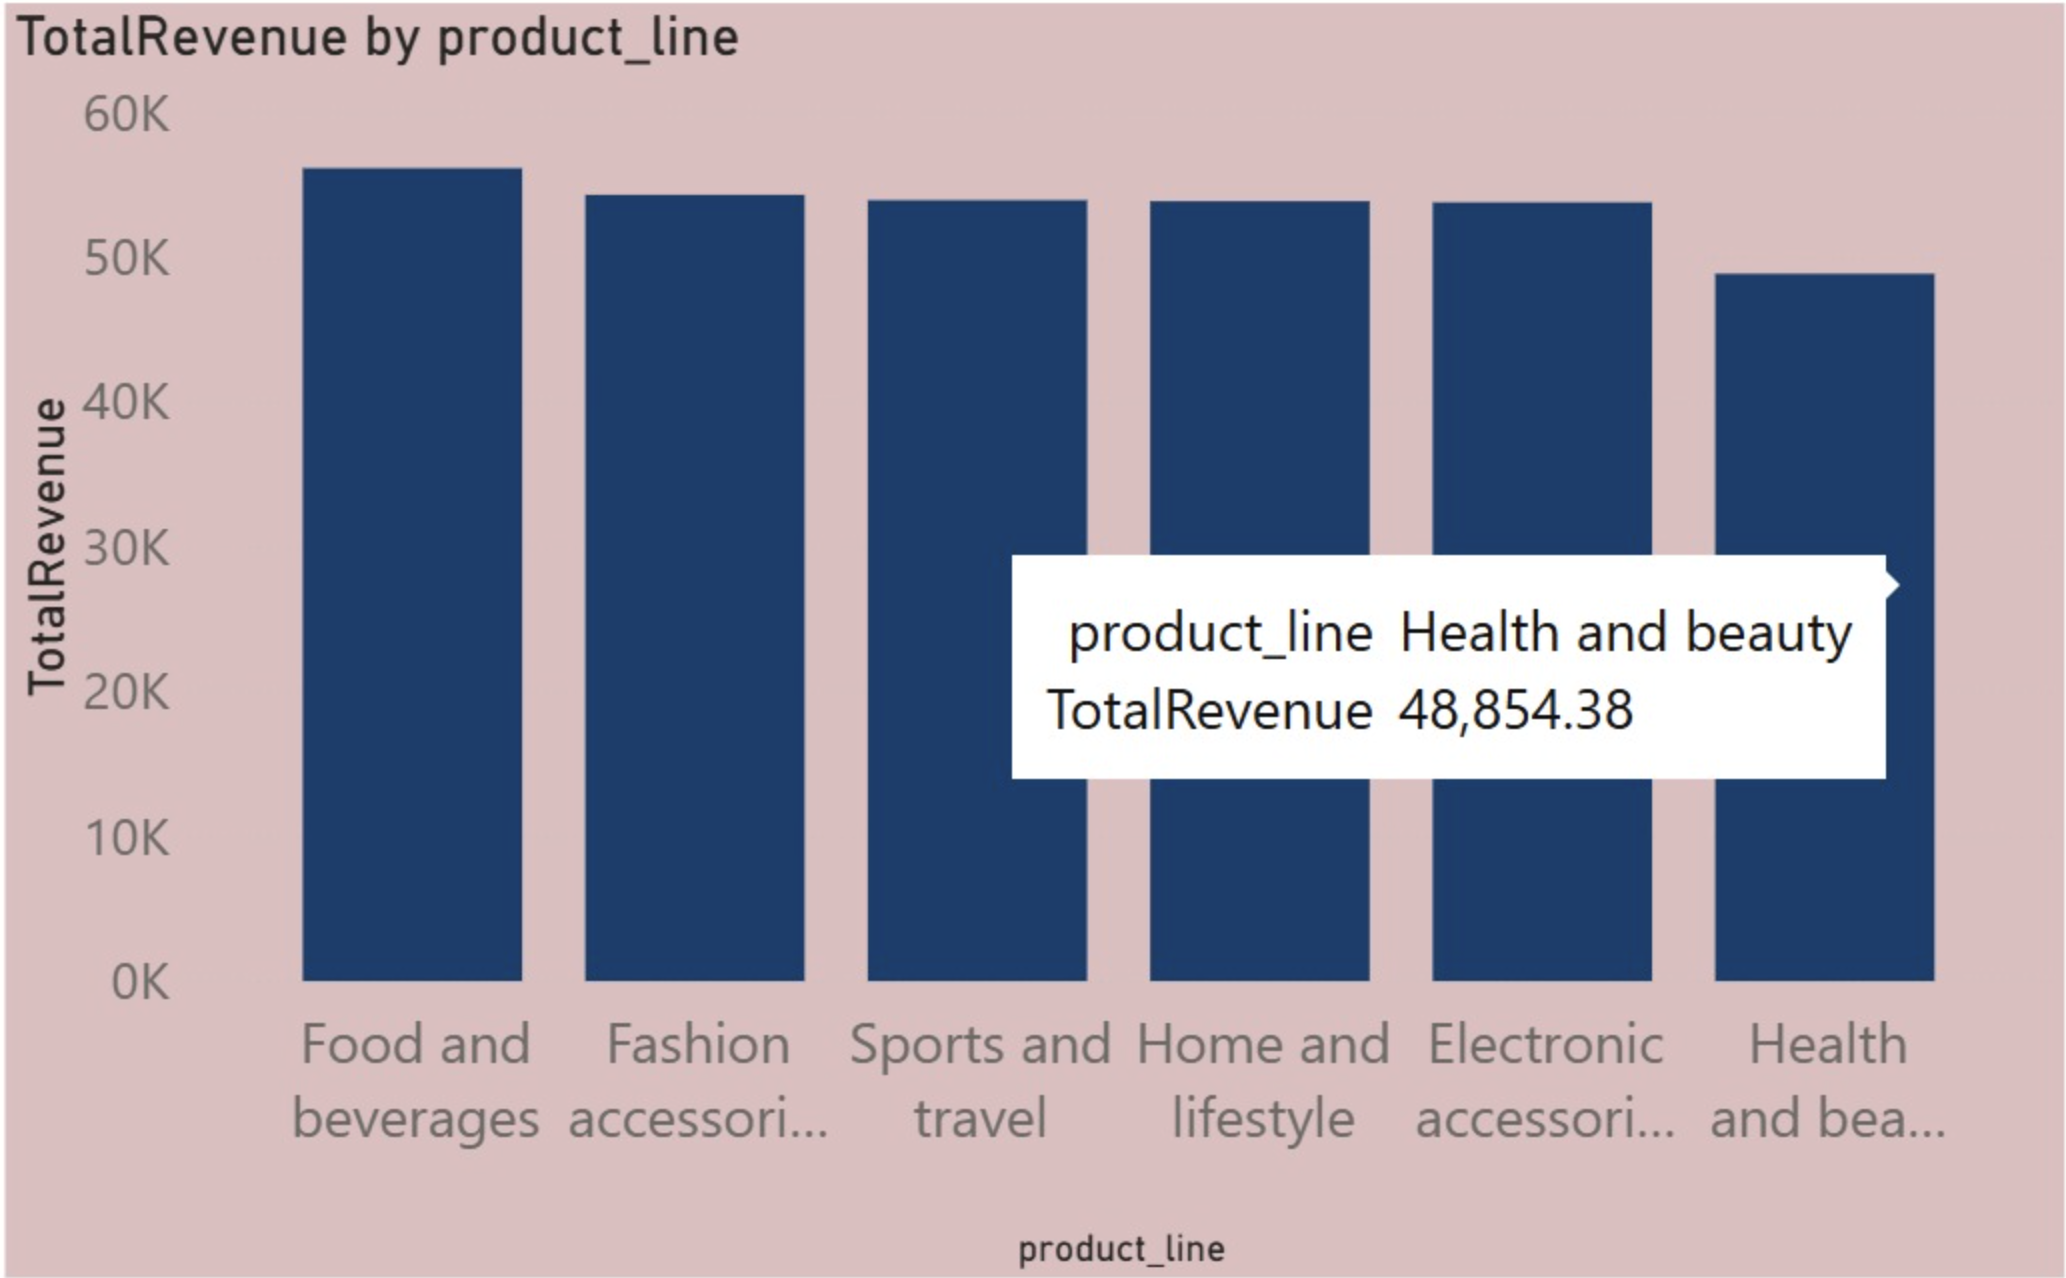 TotalRevenue by product_line
60K
50K
40K
30K
20K
10K
0K
TotalRevenue
product_line Health and beauty
TotalRevenue 48,854.38
Food and beverages
Fashion accessori...
Sports and travel
Home and lifestyle
Electronic accessori...
Health and bea...
product_line